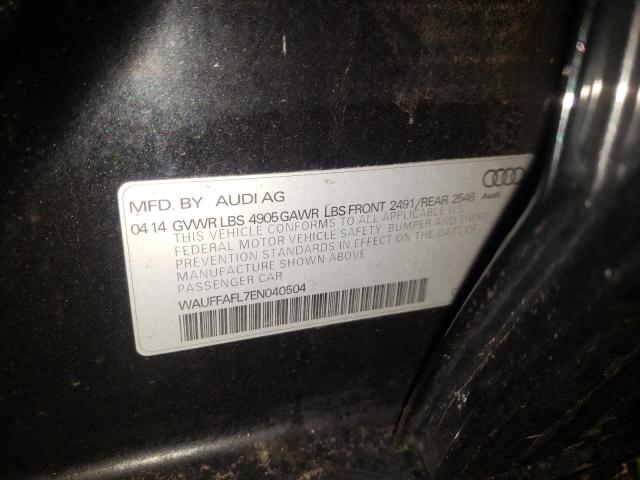 MFD. BY AUDI AG
04 14 GVWR LBS 4905 GAWR LBS FRONT 2491/REAR 2546
THIS VEHICLE CONFORMS TO ALL APPLICABLE U.S.
FEDERAL MOTOR VEHICLE SAFETY, BUMPER AND THEFT
PREVENTION STANDARDS IN EFFECT ON THE DATE OF
MANUFACTURE SHOWN ABOVE
PASSENGER CAR
WAUFFAFL7EN040504
Audi